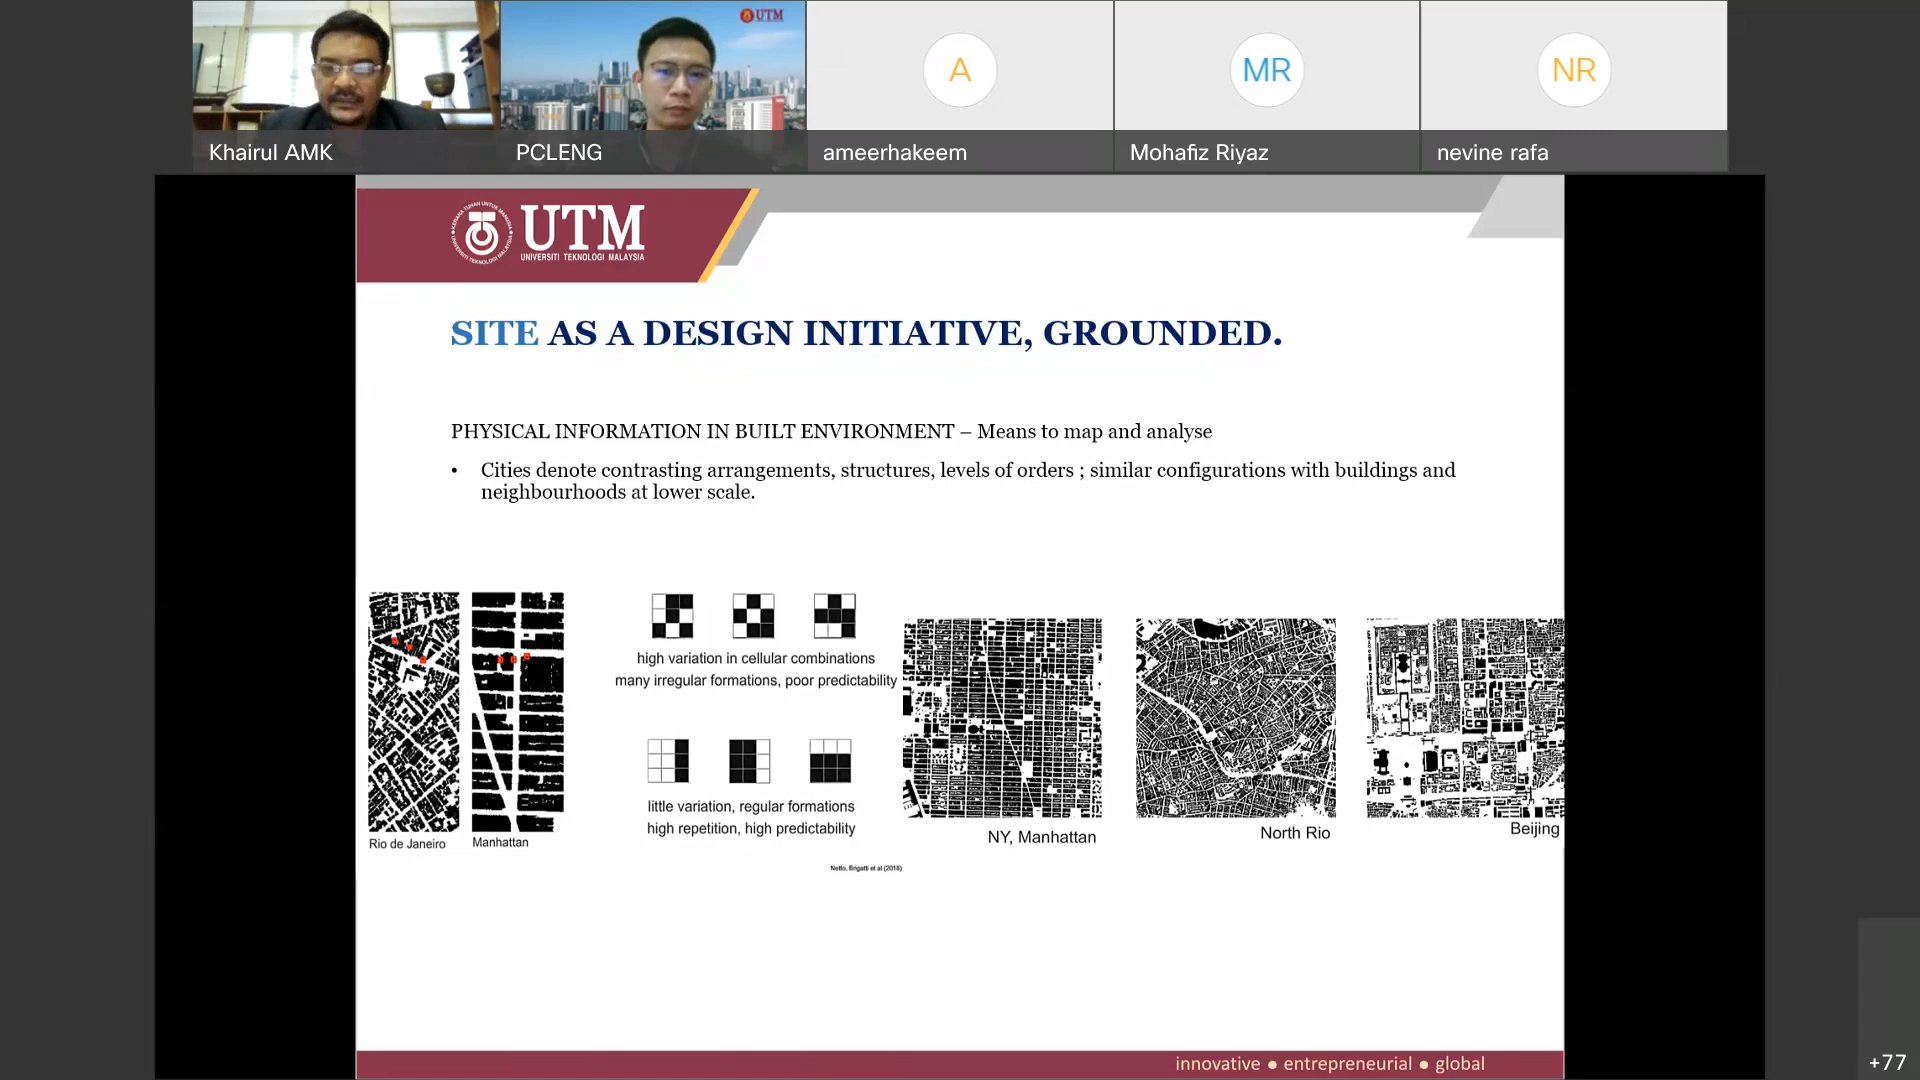 UTM
A
MR
NR
Khairul AMK
PCLENG
ameerhakeem
Mohafiz Riyaz
nevine rafa
UTM
UNIVERSITI TEKNOLOGI MALAYSIA
SITE AS A DESIGN INITIATIVE, GROUNDED.
PHYSICAL INFORMATION IN BUILT ENVIRONMENT – Means to map and analyse
• Cities denote contrasting arrangements, structures, levels of orders ; similar configurations with buildings and
neighbourhoods at lower scale.
high variation in cellular combinations
many irregular formations, poor predictability
little variation, regular formations
high repetition, high predictability
Rio de Janeiro
Manhattan
NY, Manhattan
North Rio
Beijing
Netto, Brigatti et al (2018)
innovative ● entrepreneurial ● global
+77